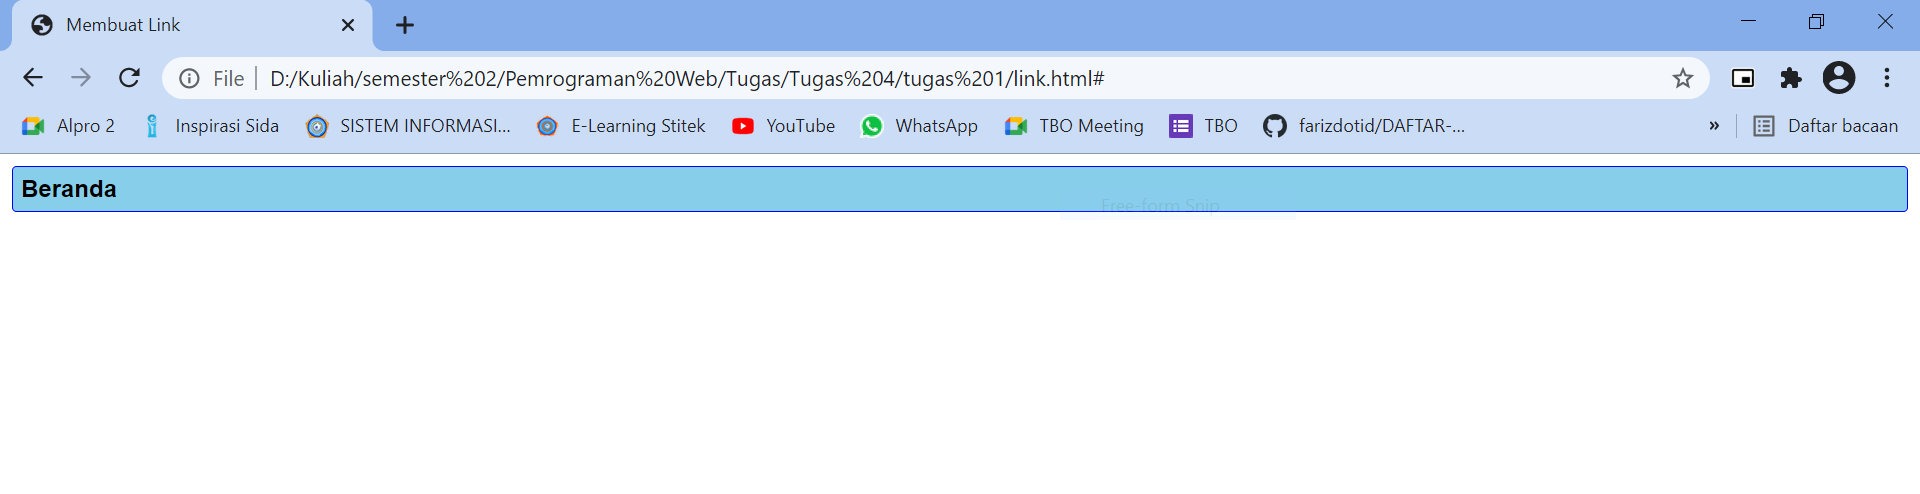 Membuat Link
File D:/Kuliah/semester%202/Pemrograman%20Web/Tugas/Tugas%204/tugas%201/link.html#
Alpro 2 Inspirasi Sida SISTEM INFORMASI... E-Learning Stitek YouTube WhatsApp TBO Meeting TBO farizdotid/DAFTAR-... » Daftar bacaan
Beranda
Free-form Snip